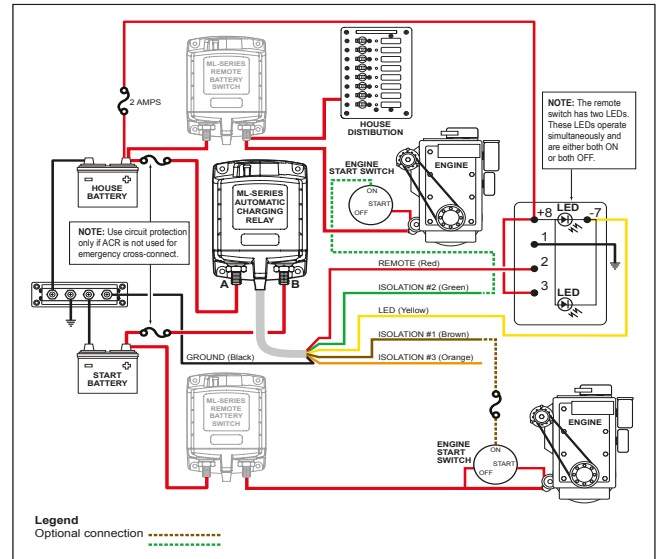 ML-SERIES
REMOTE
BATTERY
SWITCH
2 AMPS
HOUSE
DISTIBUTION
NOTE: The remote
switch has two LEDs.
These LEDs operate
simultaneously and
are either both ON
or both OFF.
HOUSE
BATTERY
NOTE: Use circuit protection
only if ACR is not used for
emergency cross-connect.
ML-SERIES
AUTOMATIC
CHARGING
RELAY
A
B
ENGINE
START SWITCH
ON
START
OFF
ENGINE
LED
+8
-7
1
2
3
LED
REMOTE (Red)
ISOLATION #2 (Green)
LED (Yellow)
ISOLATION #1 (Brown)
GROUND (Black)
ISOLATION #3 (Orange)
START
BATTERY
ML-SERIES
REMOTE
BATTERY
SWITCH
ENGINE
START
SWITCH
ON
START
OFF
ENGINE
Legend
Optional connection